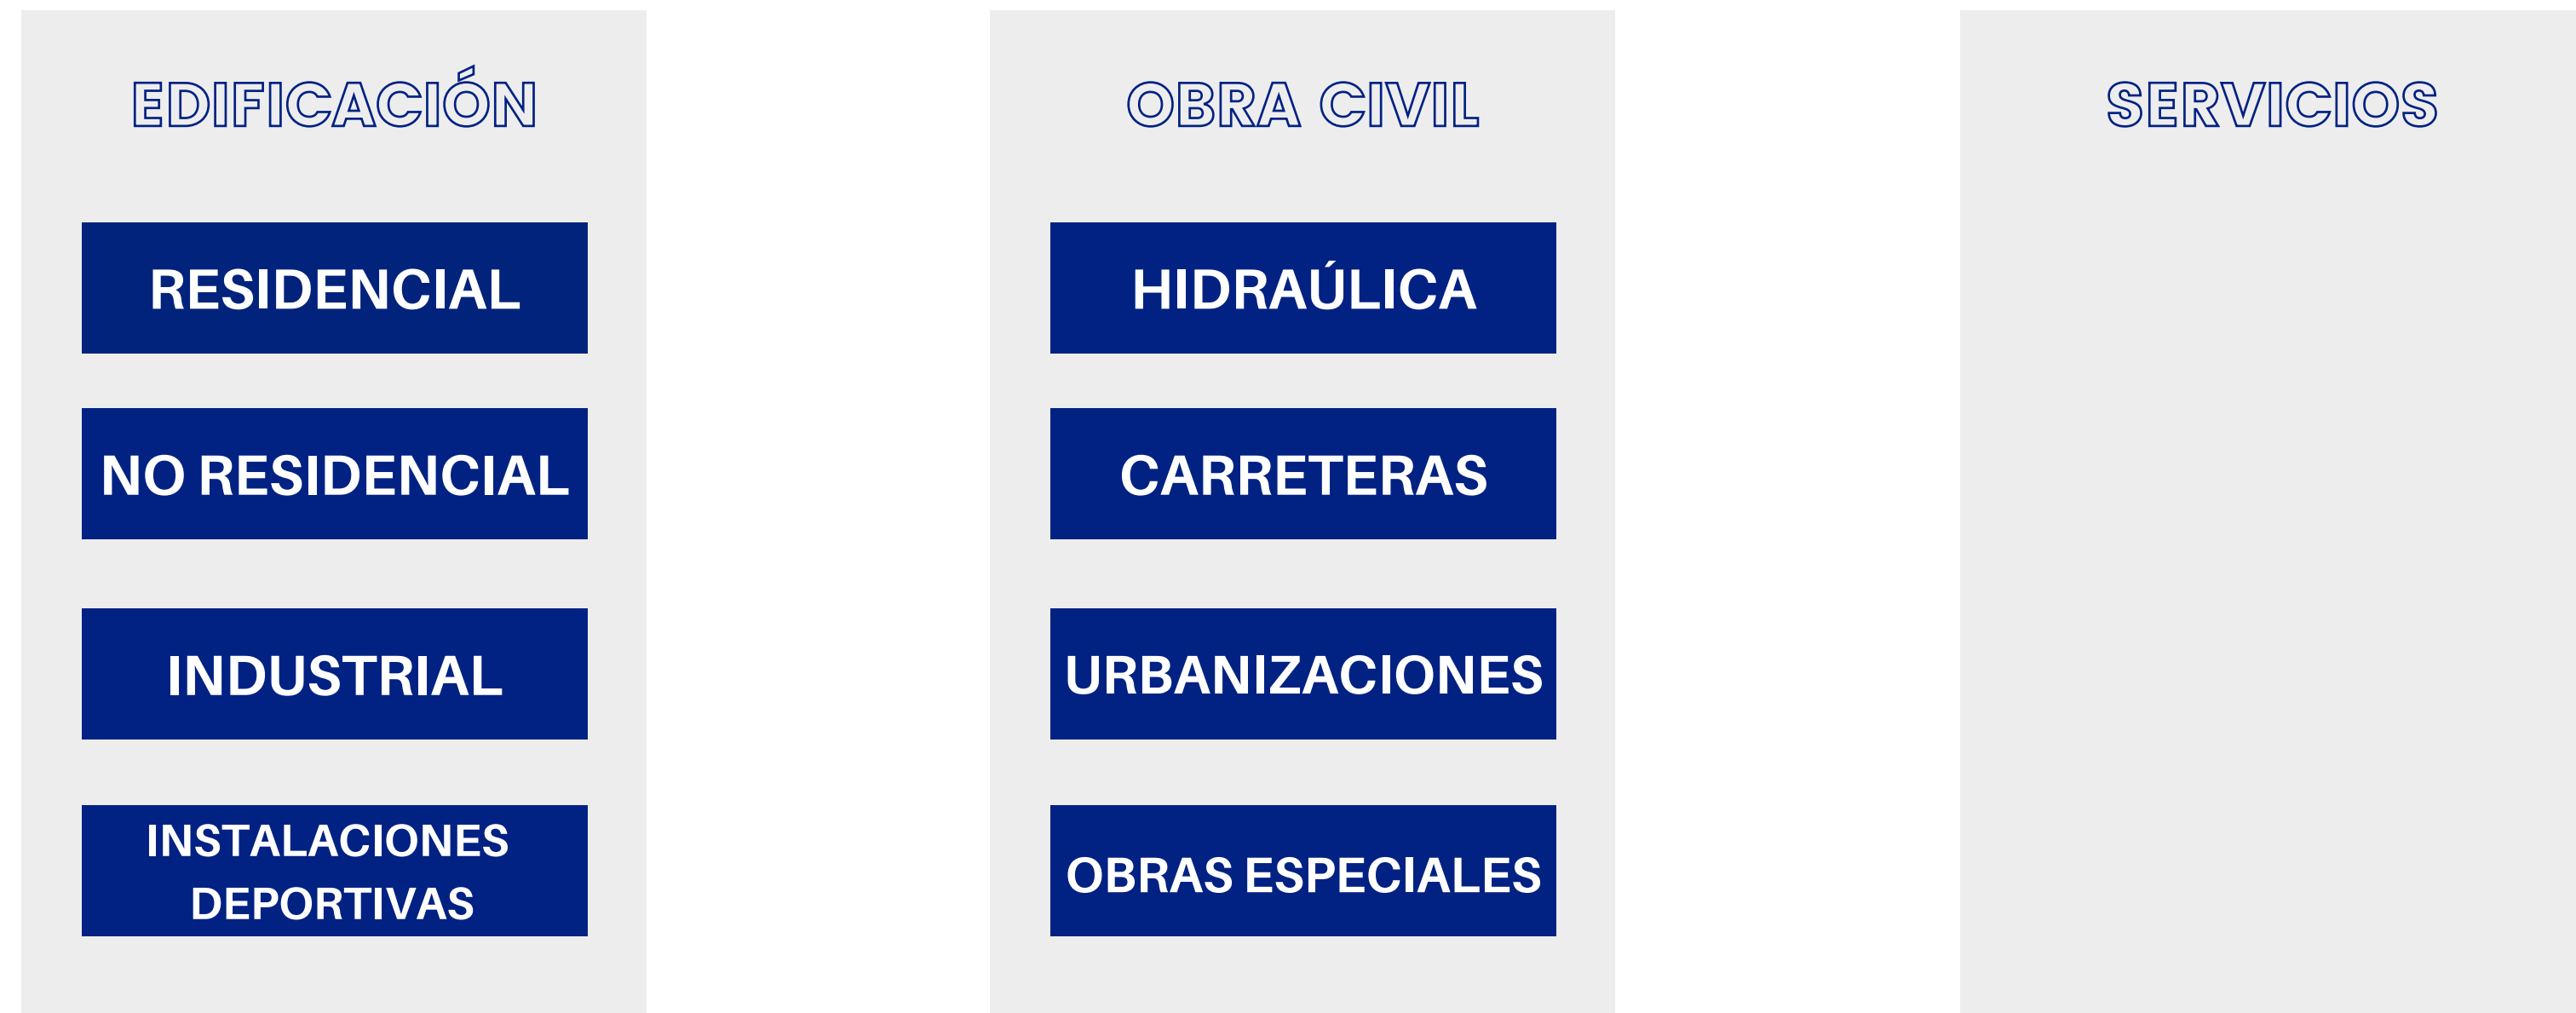 EDIFICACIÓN
RESIDENCIAL
NO RESIDENCIAL
INDUSTRIAL
INSTALACIONES
DEPORTIVAS
OBRA CIVIL
HIDRAÚLICA
CARRETERAS
URBANIZACIONES
OBRAS ESPECIALES
SERVICIOS